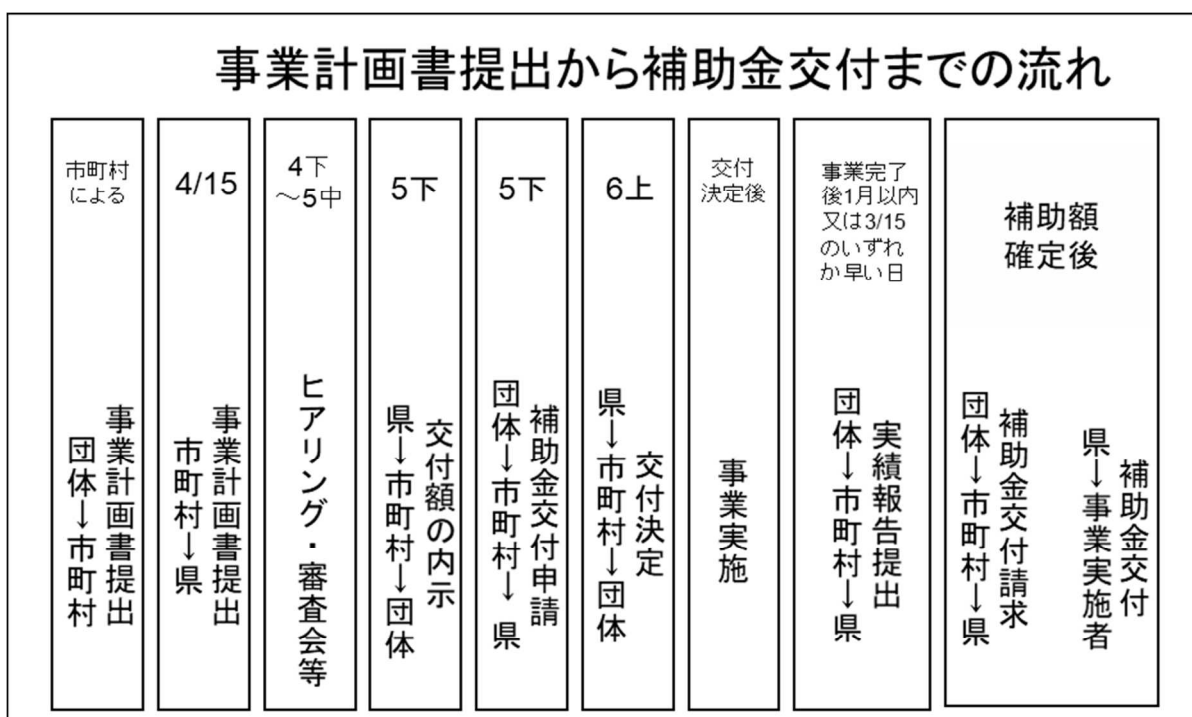 事業計画書提出から補助金交付までの流れ
市町村
による
事業計画書提出
団体→市町村
4/15
事業計画書提出
市町村→県
4下
~5中
ヒアリング・審査会等
5下
交付額の内示
県→市町村→団体
5下
補助金交付申請
団体→市町村→県
6上
交付決定
県→市町村→団体
交付
決定後
事業実施
事業完了
後1月以内
又は3/15
のいずれ
か早い日
実績報告提出
団体→市町村→県
補助額
確定後
補助金交付請求
団体→市町村→県
補助金交付
県→事業実施者